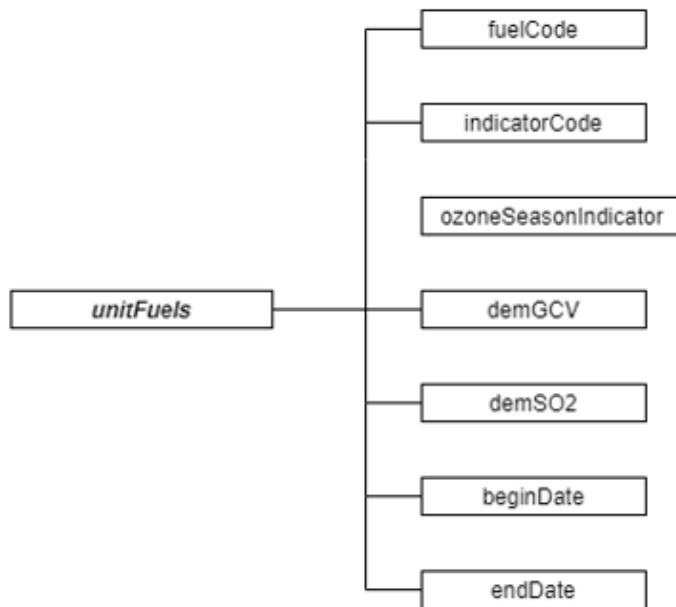 fuelCode
indicatorCode
ozoneSeasonIndicator
unitFuels
demGCV
demSO2
beginDate
endDate